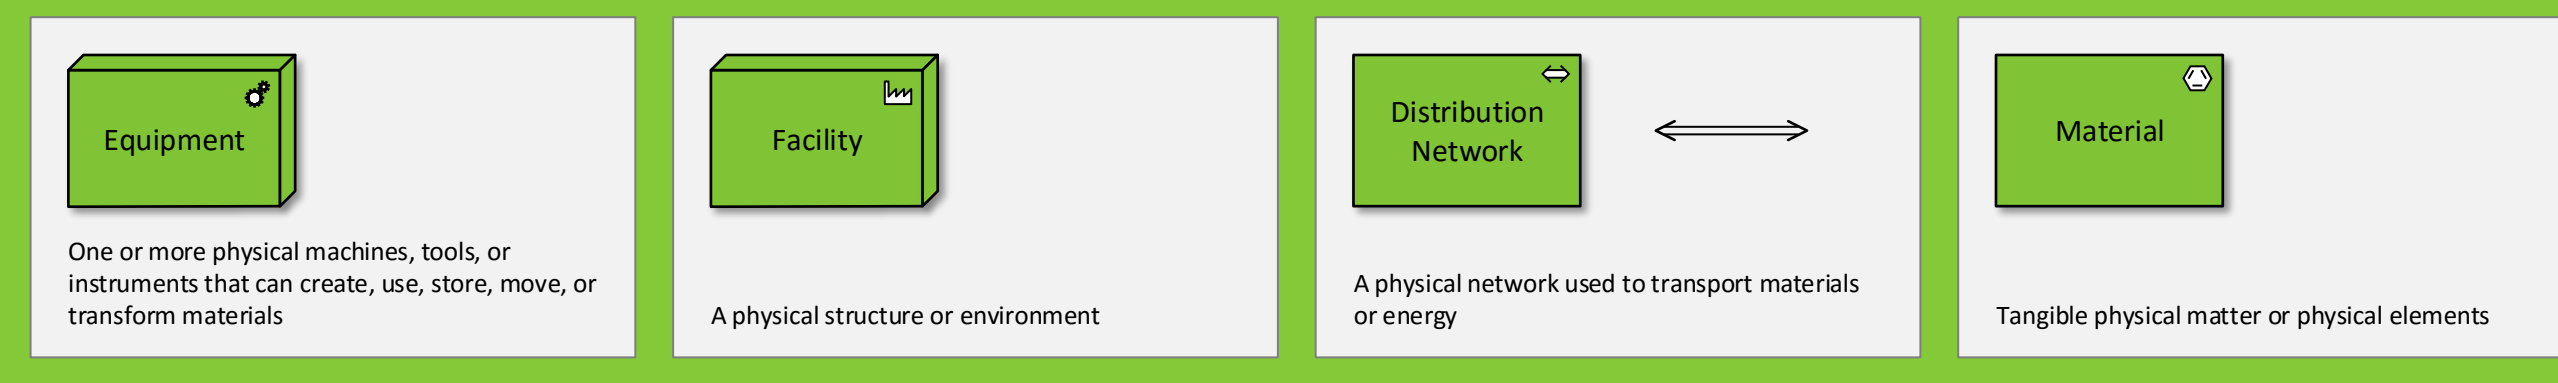 Equipment
One or more physical machines, tools, or
instruments that can create, use, store, move, or
transform materials
Facility
A physical structure or environment
Distribution
Network
A physical network used to transport materials
or energy
Material
Tangible physical matter or physical elements